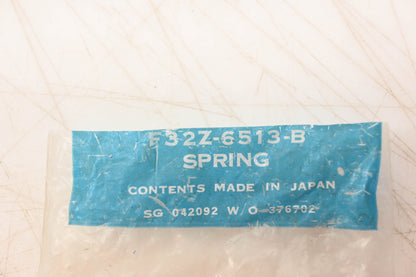 E32Z-6513-B
SPRING
CONTENTS MADE IN JAPAN
SG 042092 W O 376702